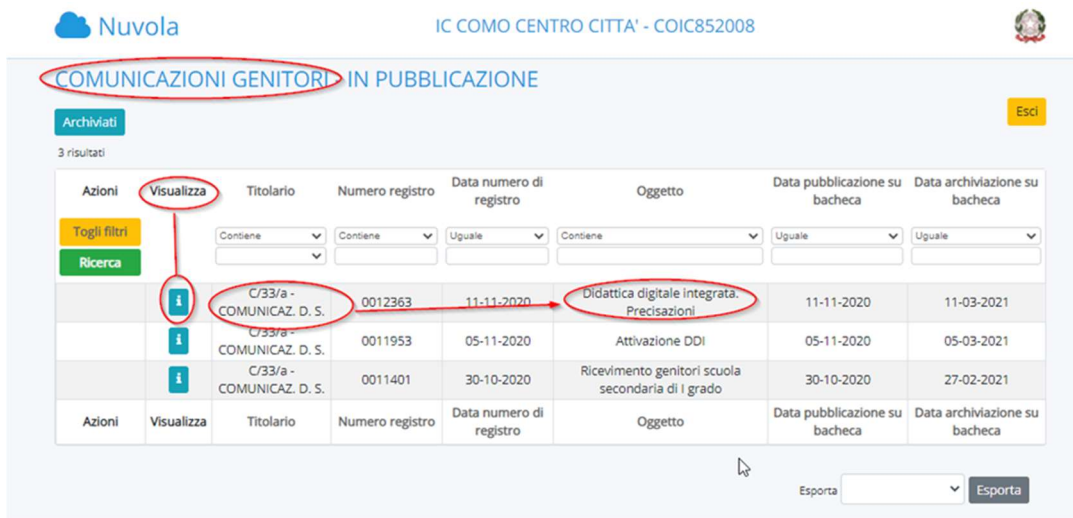 Nuvola
IC COMO CENTRO CITTA' - COIC852008
COMUNICAZIONI GENITORI - IN PUBBLICAZIONE
Esci
Archiviati
3 risultati
Azioni Visualizza Titolario Numero registro Data numero di registro Oggetto Data pubblicazione su bacheca Data archiviazione su bacheca
Togli filtri Contiene Contiene Uguale Contiene Uguale Uguale
Ricerca
i C/33/a - COMUNICAZ. D. S. 0012363 11-11-2020 Didattica digitale integrata. Precisazioni 11-11-2020 11-03-2021
i C/33/a - COMUNICAZ. D. S. 0011953 05-11-2020 Attivazione DDI 05-11-2020 05-03-2021
i C/33/a - COMUNICAZ. D. S. 0011401 30-10-2020 Ricevimento genitori scuola secondaria di I grado 30-10-2020 27-02-2021
Azioni Visualizza Titolario Numero registro Data numero di registro Oggetto Data pubblicazione su bacheca Data archiviazione su bacheca
Esporta Esporta